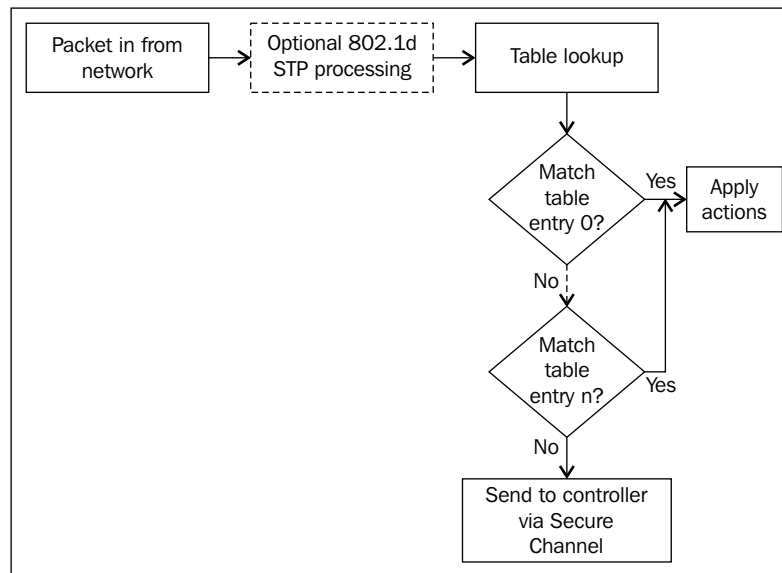 Packet in from
network
Optional 802.1d
STP processing
Table lookup
Match
table
entry 0?
Yes
Apply
actions
No
Match
table
entry n?
Yes
No
Send to controller
via Secure
Channel